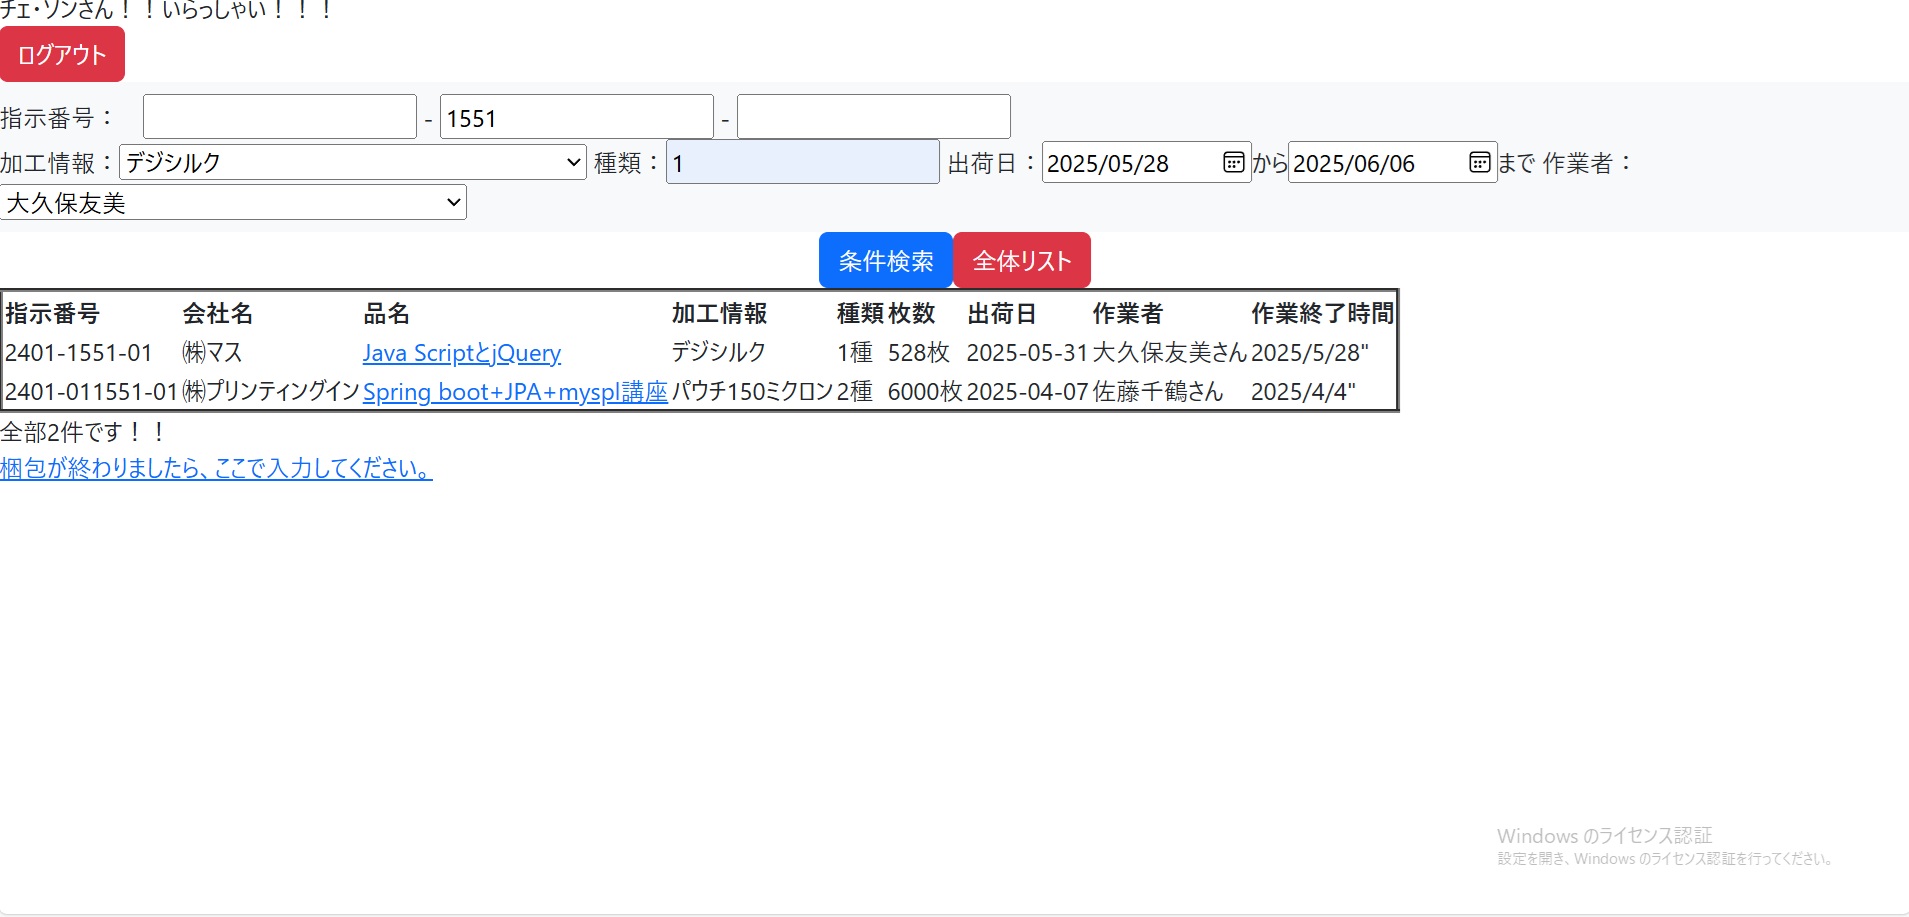 チェ・ソンさん！！いらっしゃい！！！
ログアウト
指示番号： - 1551 -
加工情報： デジシルク 種類： 1 出荷日： 2025/05/28 から 2025/06/06 まで 作業者：
大久保友美
条件検索 全体リスト
指示番号 会社名 品名 加工情報 種類 枚数 出荷日 作業者 作業終了時間
2401-1551-01 ㈱マス Java ScriptとjQuery デジシルク 1種 528枚 2025-05-31 大久保友美さん 2025/5/28"
2401-011551-01 ㈱プリンティングイン Spring boot+JPA+myspl講座 パウチ150ミクロン 2種 6000枚 2025-04-07 佐藤千鶴さん 2025/4/4"
全部2件です！！
梱包が終わりましたら、ここで入力してください。
Windows のライセンス認証
設定を開き、Windows のライセンス認証を行ってください。